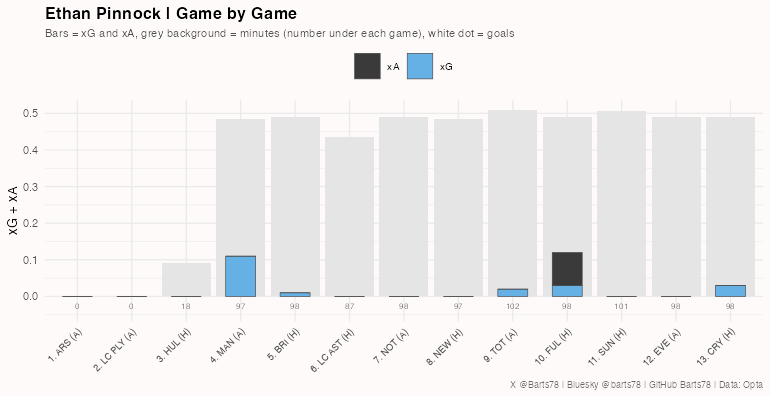 Ethan Pinnock | Game by Game
Bars = xG and xA, grey background = minutes (number under each game), white dot = goals
xA xG
xG + xA
0.5
0.4
0.3
0.2
0.1
0.0
0 0 18 97 98 87 98 97 102 98 101 98 98
1. ARS (A)
2. LC PLY (A)
3. HUL (H)
4. MAN (A)
5. BRI (H)
6. LC AST (H)
7. NOT (A)
8. NEW (H)
9. TOT (A)
10. FUL (H)
11. SUN (H)
12. EVE (A)
13. CRY (H)
X @Barts78 | Bluesky @barts78 | GitHub Barts78 | Data: Opta